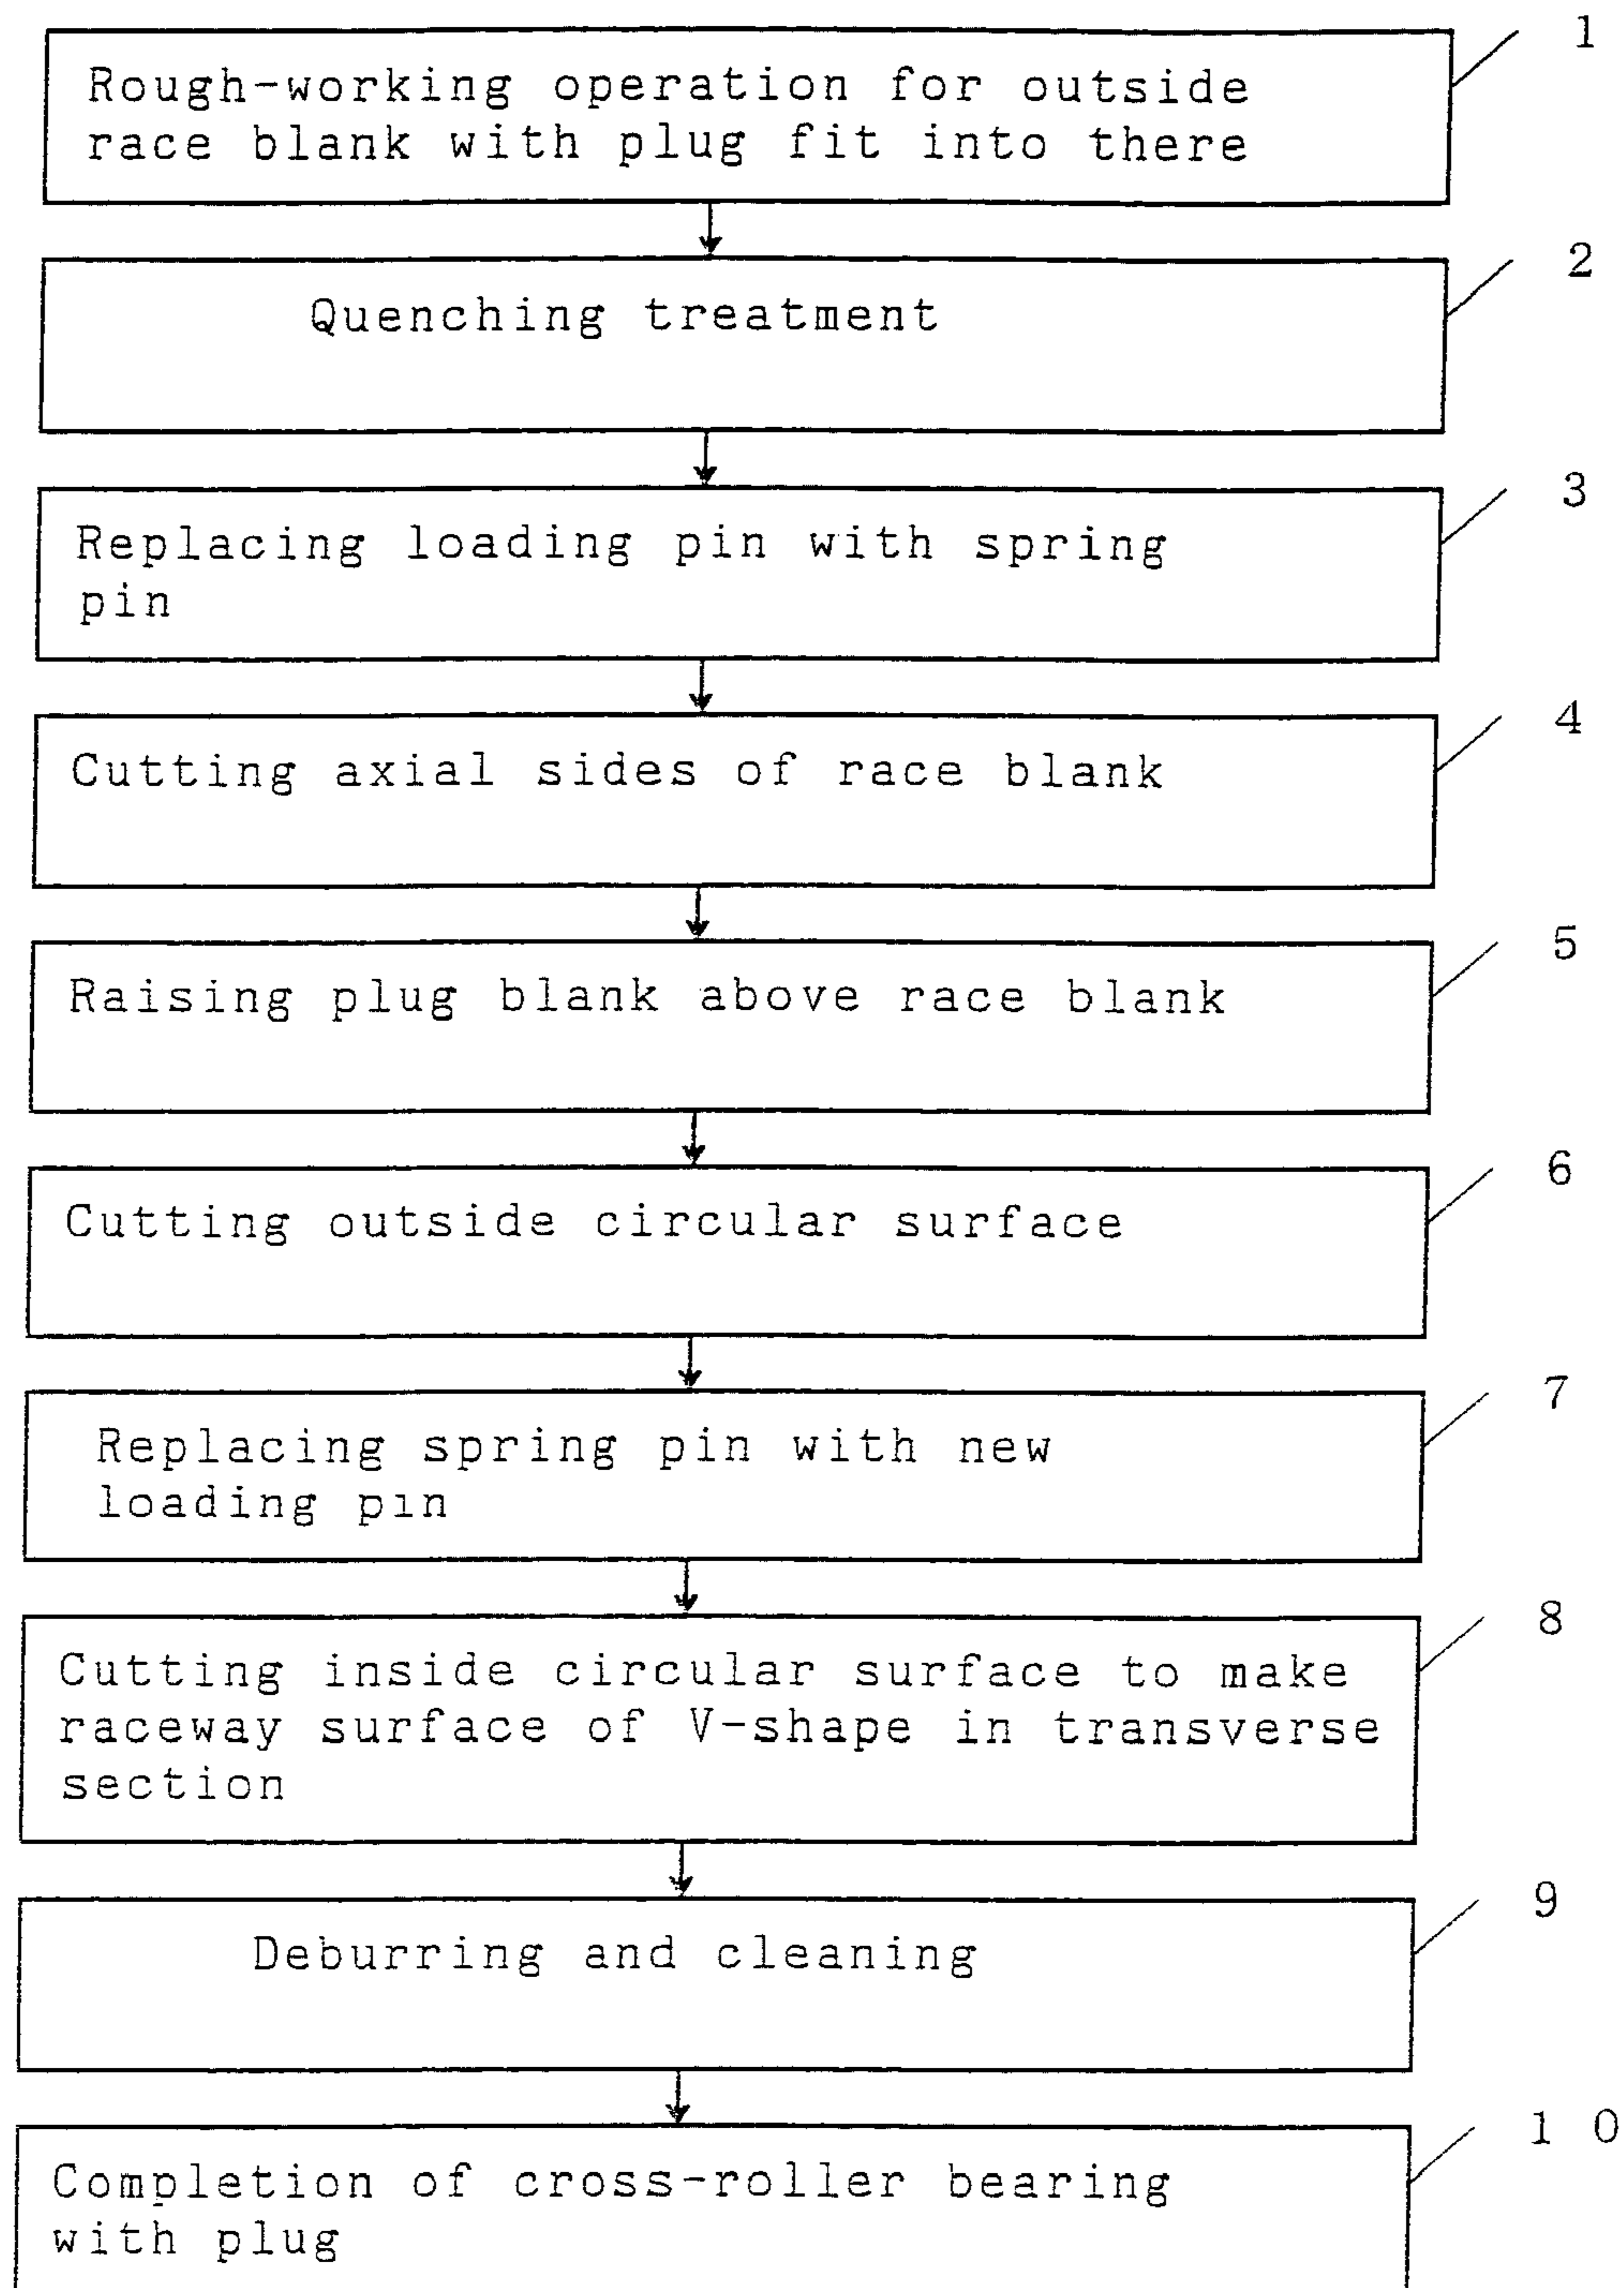 1
Rough-working operation for outside
race blank with plug fit into there
2
Quenching treatment
3
Replacing loading pin with spring
pin
4
Cutting axial sides of race blank
5
Raising plug blank above race blank
6
Cutting outside circular surface
7
Replacing spring pin with new
loading pin
8
Cutting inside circular surface to make
raceway surface of V-shape in transverse
section
9
Deburring and cleaning
1 0
Completion of cross-roller bearing
with plug